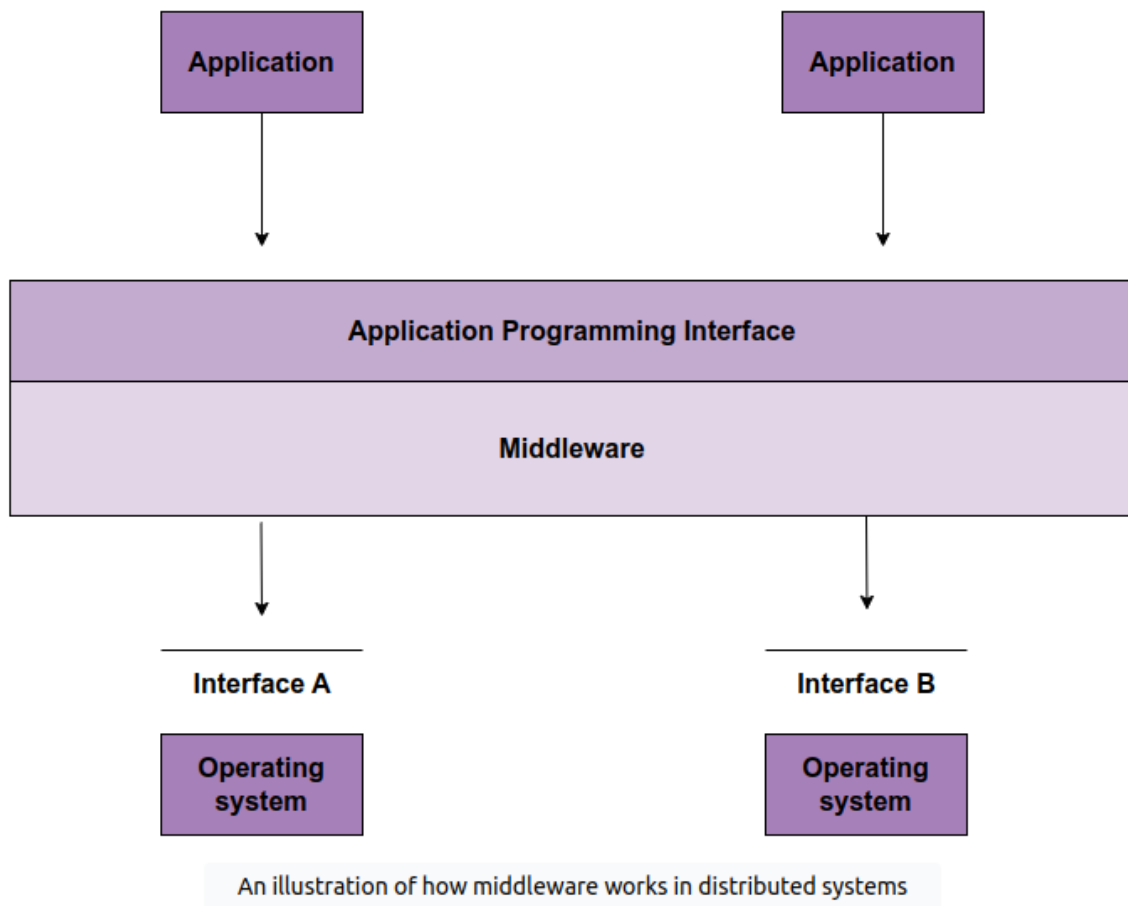 Application
Application
Application Programming Interface
Middleware
Interface A
Interface B
Operating
system
Operating
system
An illustration of how middleware works in distributed systems